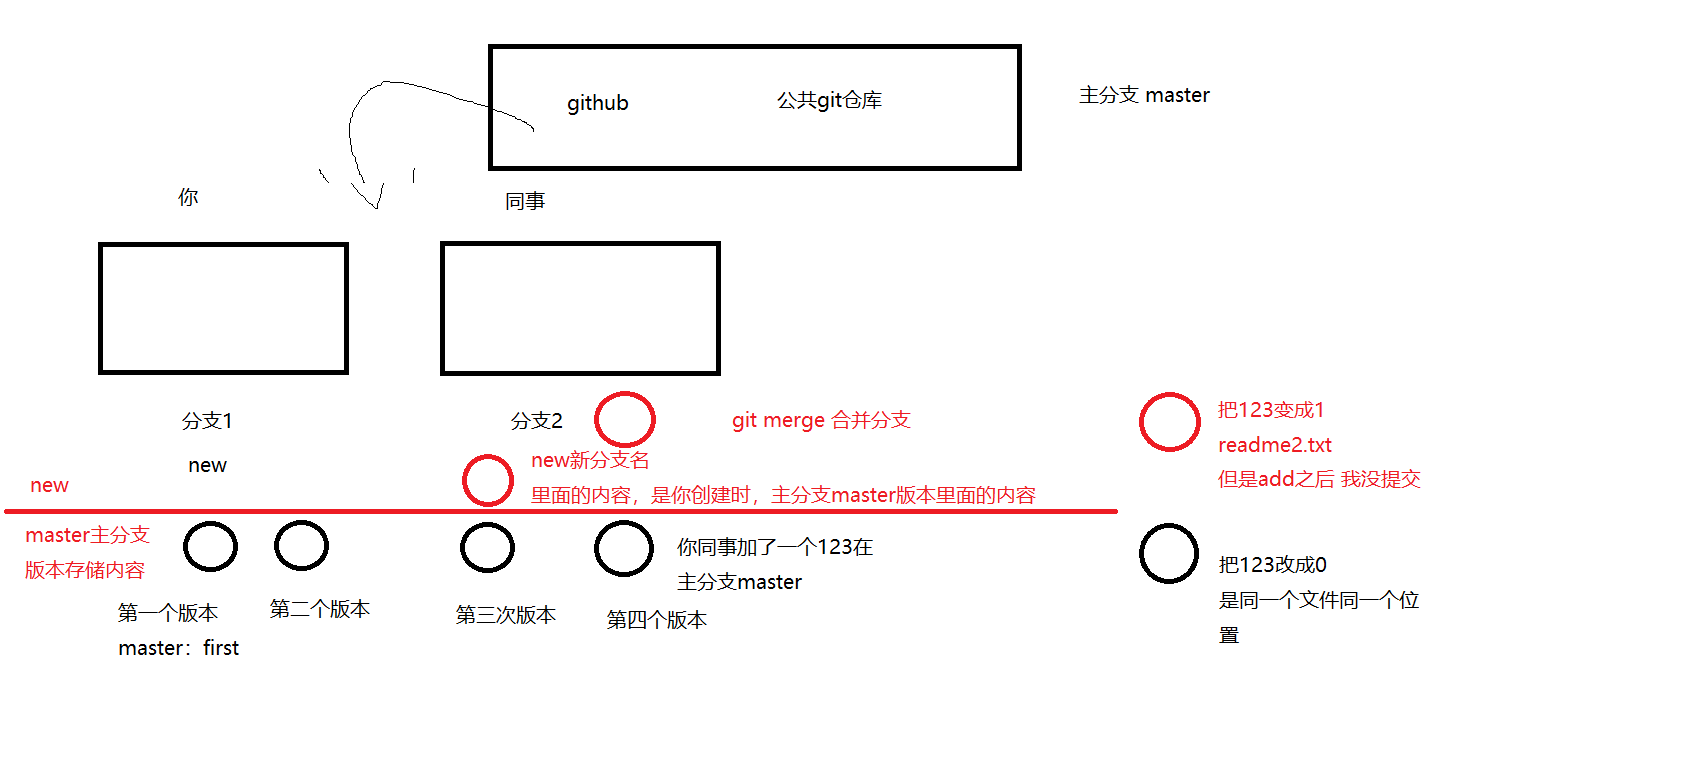 github
公共git仓库
主分支 master
你
同事
分支1
分支2
git merge 合并分支
把123变成1
readme2.txt
但是add之后 我没提交
new
new新分支名
new
里面的内容，是你创建时，主分支master版本里面的内容
master主分支
版本存储内容
你同事加了一个123在
主分支master
把123改成0
是同一个文件同一个位
置
第一个版本
master：first
第二个版本
第三次版本
第四个版本